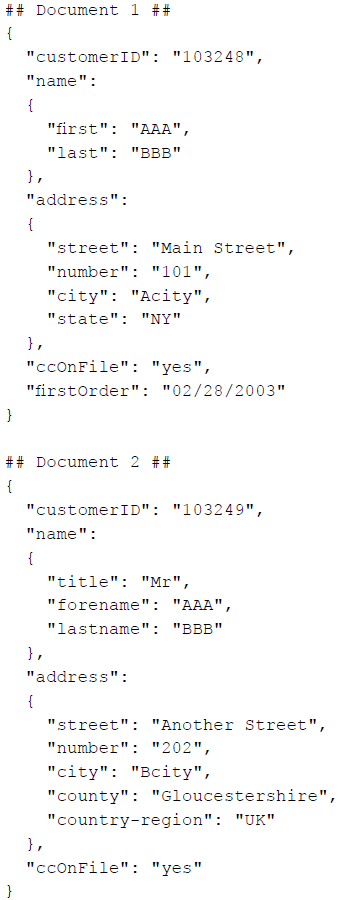 ## Document 1 ##
{
  "customerID": "103248",
  "name":
  {
    "first": "AAA",
    "last": "BBB"
  },
  "address":
  {
    "street": "Main Street",
    "number": "101",
    "city": "Acity",
    "state": "NY"
  },
  "ccOnFile": "yes",
  "firstOrder": "02/28/2003"
}

## Document 2 ##
{
  "customerID": "103249",
  "name":
  {
    "title": "Mr",
    "forename": "AAA",
    "lastname": "BBB"
  },
  "address":
  {
    "street": "Another Street",
    "number": "202",
    "city": "Bcity",
    "county": "Gloucestershire",
    "country-region": "UK"
  },
  "ccOnFile": "yes"
}